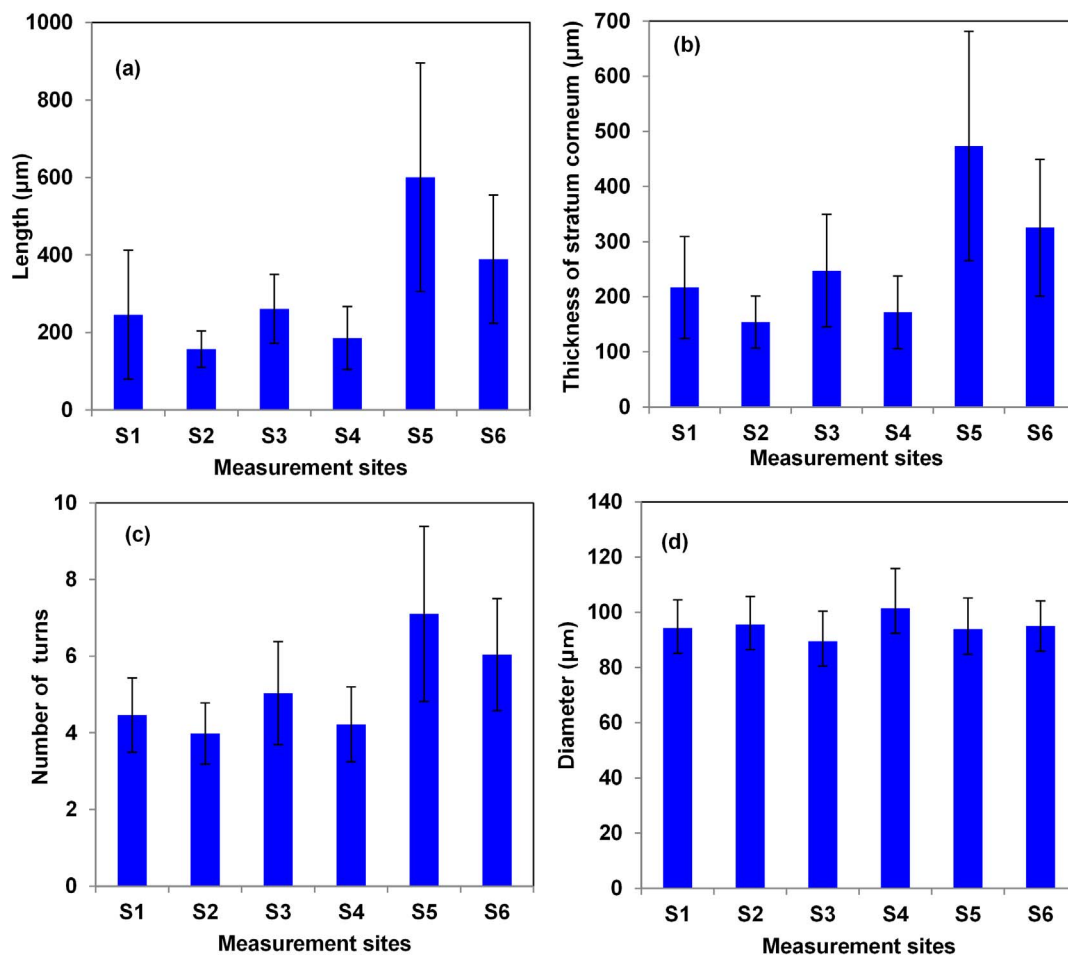 (a)
Length (μm)
1000
800
600
400
200
0
S1 S2 S3 S4 S5 S6
Measurement sites
(b)
Thickness of stratum corneum (μm)
700
600
500
400
300
200
100
0
S1 S2 S3 S4 S5 S6
Measurement sites
(c)
Number of turns
10
8
6
4
2
0
S1 S2 S3 S4 S5 S6
Measurement sites
(d)
Diameter (μm)
140
120
100
80
60
40
20
0
S1 S2 S3 S4 S5 S6
Measurement sites